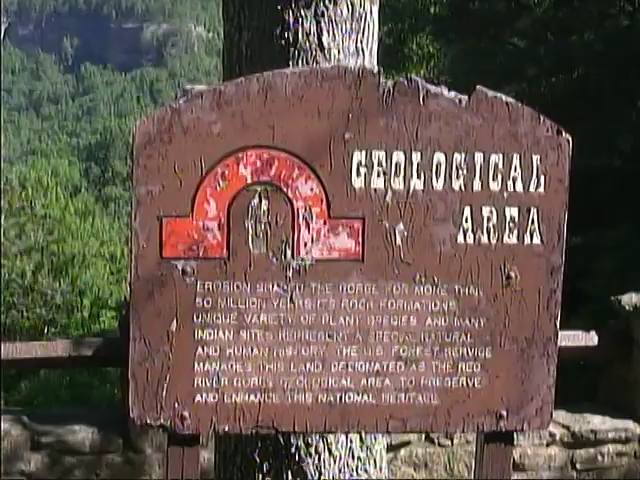 GEOLOGICAL
AREA
EROSION SHAPED THE GORGE FOR MORE THAN
50 MILLION YEARS ITS ROCK FORMATIONS,
UNIQUE VARIETY OF PLANT SPECIES AND MANY
INDIAN SITES REPRESENT A SPECIAL NATURAL
AND HUMAN HISTORY. THE U.S. FOREST SERVICE
MANAGES THIS LAND, DESIGNATED AS THE RED
RIVER GORGE GEOLOGICAL AREA, TO PRESERVE
AND ENHANCE THIS NATIONAL HERITAGE.